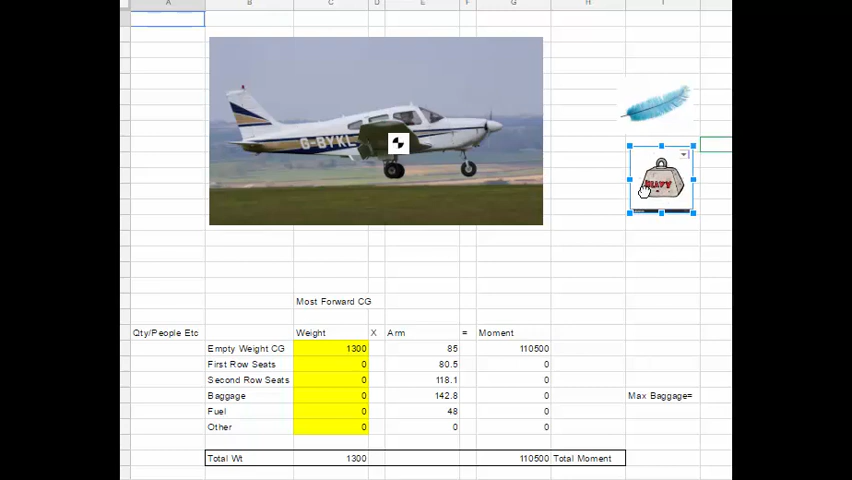 A B C D E F G H I
G-BYKL
HEAVY
Most Forward CG
Qty/People Etc Weight X Arm = Moment
Empty Weight CG 1300 85 110500
First Row Seats 0 80.5 0
Second Row Seats 0 118.1 0
Baggage 0 142.8 0 Max Baggage=
Fuel 0 48 0
Other 0 0 0
Total Wt 1300 110500 Total Moment